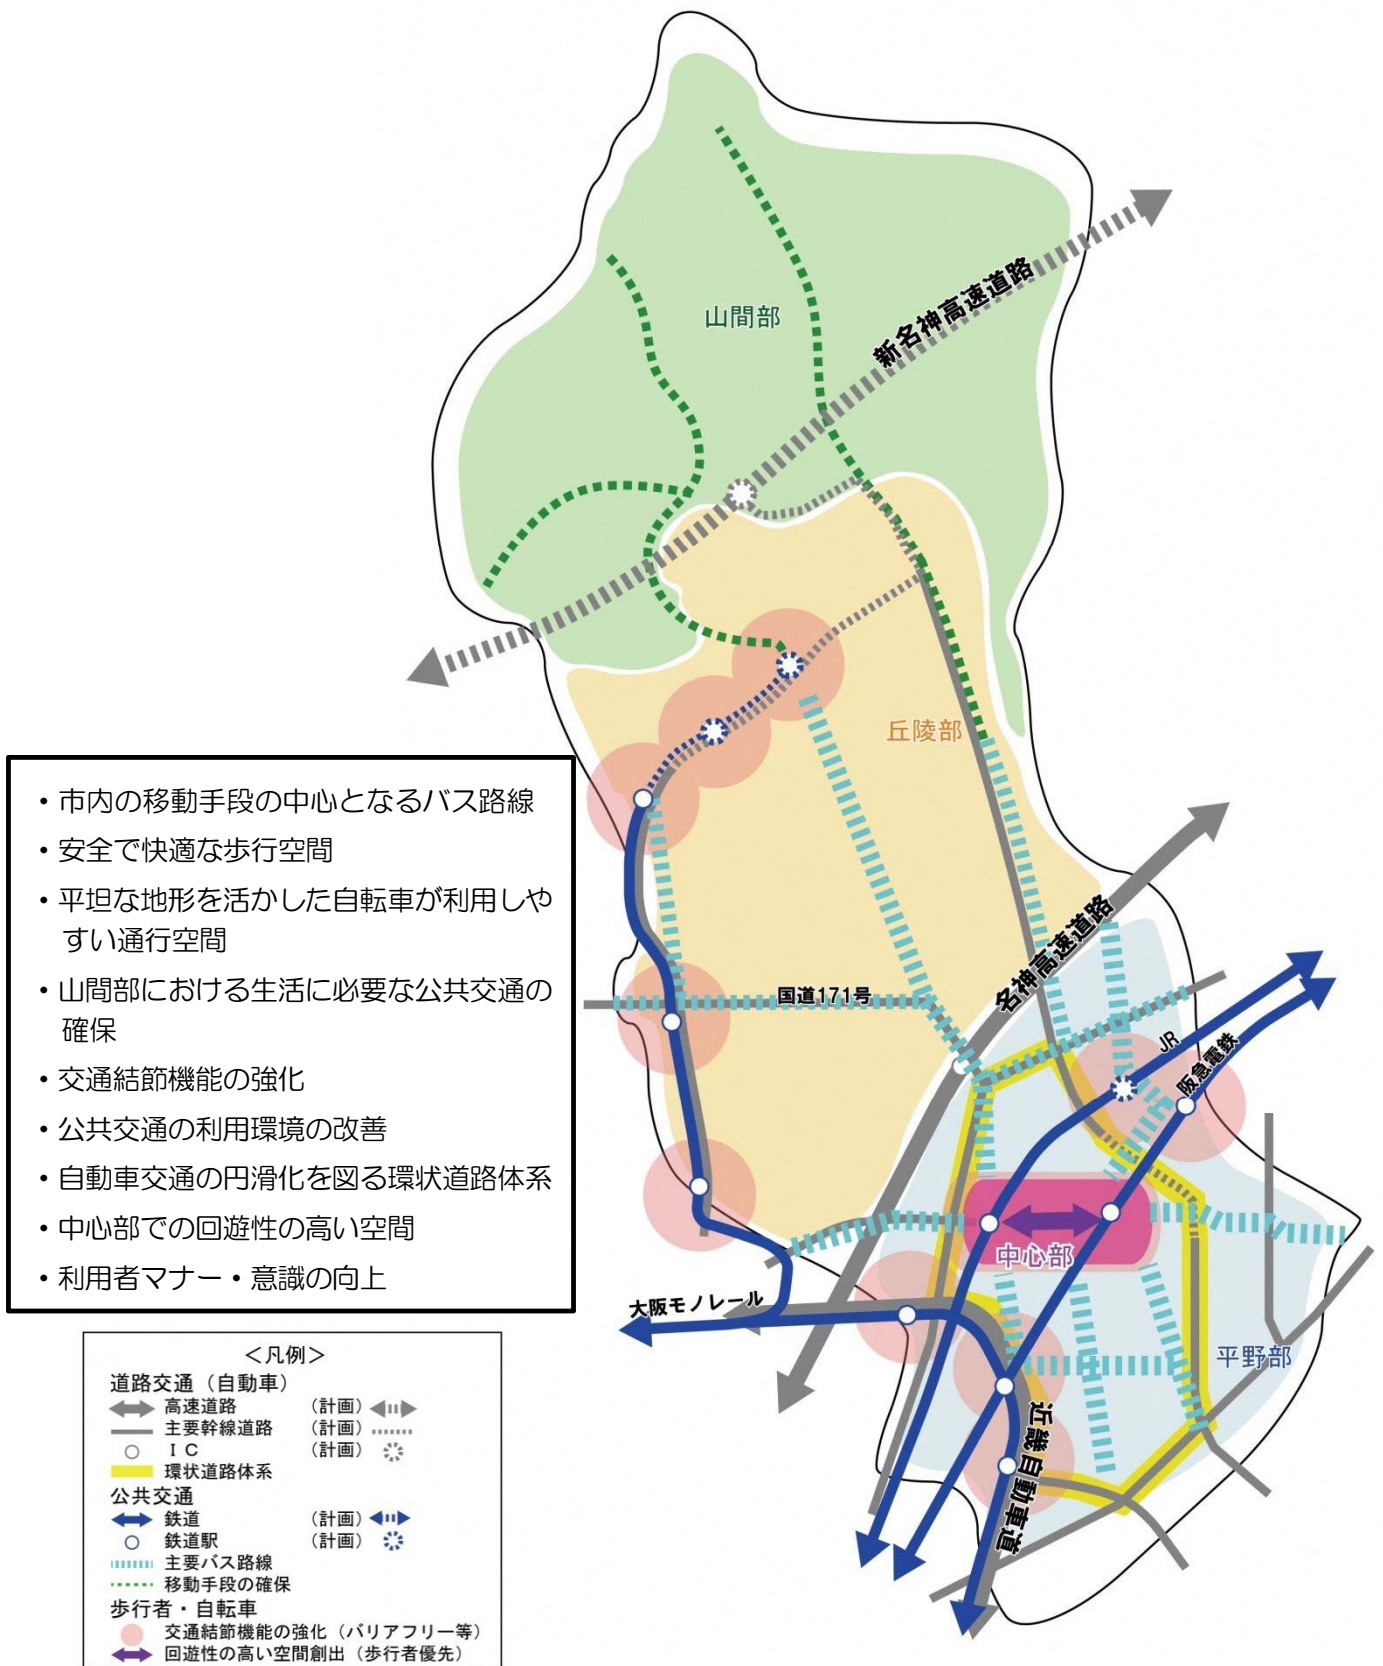 山間部
新名神高速道路
丘陵部
・市内の移動手段の中心となるバス路線
・安全で快適な歩行空間
・平坦な地形を活かした自転車が利用しや
すい通行空間
・山間部における生活に必要な公共交通の
確保
・交通結節機能の強化
・公共交通の利用環境の改善
・自動車交通の円滑化を図る環状道路体系
・中心部での回遊性の高い空間
・利用者マナー・意識の向上
名神高速道路
国道171号
JR
阪急電鉄
中心部
大阪モノレール
平野部
近畿自動車道
＜凡例＞
道路交通（自動車）
高速道路 （計画）
主要幹線道路 （計画）
ＩＣ （計画）
環状道路体系
公共交通
鉄道 （計画）
鉄道駅 （計画）
主要バス路線
移動手段の確保
歩行者・自転車
交通結節機能の強化（バリアフリー等）
回遊性の高い空間創出（歩行者優先）